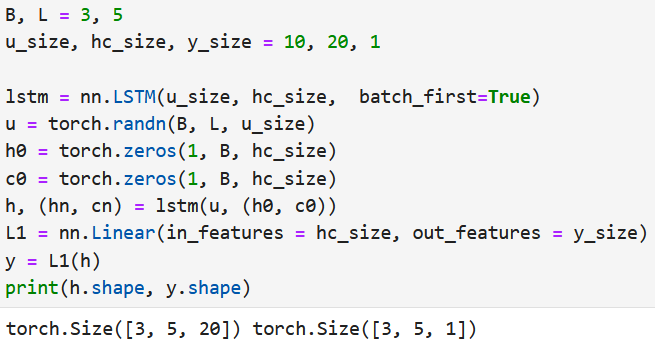 B, L = 3, 5
u_size, hc_size, y_size = 10, 20, 1
lstm = nn.LSTM(u_size, hc_size,  batch_first=True)
u = torch.randn(B, L, u_size)
h0 = torch.zeros(1, B, hc_size)
c0 = torch.zeros(1, B, hc_size)
h, (hn, cn) = lstm(u, (h0, c0))
L1 = nn.Linear(in_features = hc_size, out_features = y_size)
y = L1(h)
print(h.shape, y.shape)
torch.Size([3, 5, 20]) torch.Size([3, 5, 1])